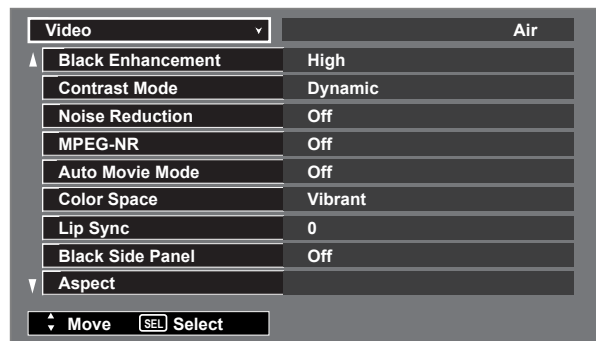 Video Air
Black Enhancement High
Contrast Mode Dynamic
Noise Reduction Off
MPEG-NR Off
Auto Movie Mode Off
Color Space Vibrant
Lip Sync 0
Black Side Panel Off
Aspect
Move SEL Select